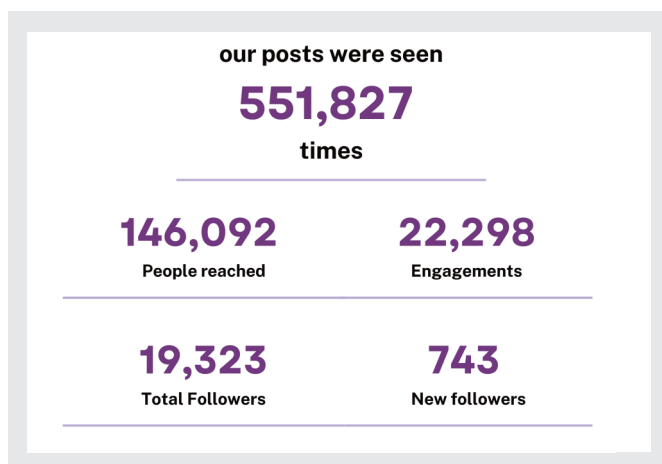 our posts were seen
551,827
times
146,092
People reached
22,298
Engagements
19,323
Total Followers
743
New followers